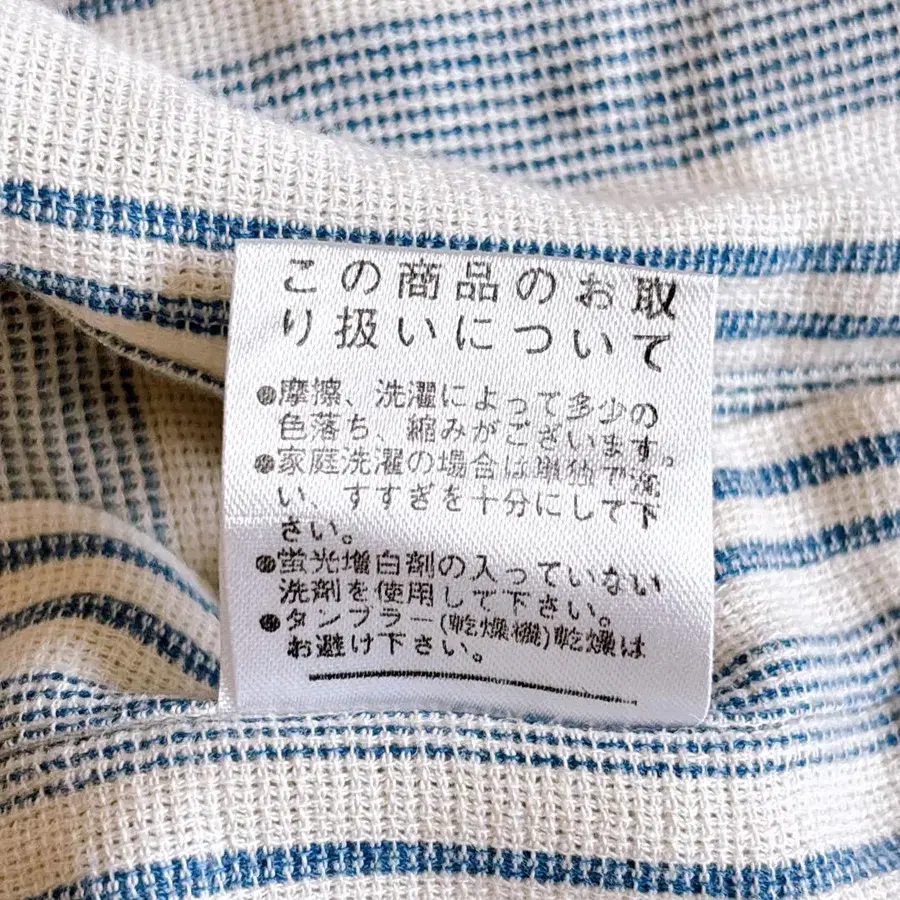 この商品のお取
り扱いについて
●摩擦、洗濯によって多少の
色落ち、縮みがございます。
●家庭洗濯の場合は単独で洗
い、すすぎを十分にして下
さい。
●蛍光増白剤の入っていない
洗剤を使用して下さい。
●タンブラー(乾燥機)乾燥は
お避け下さい。